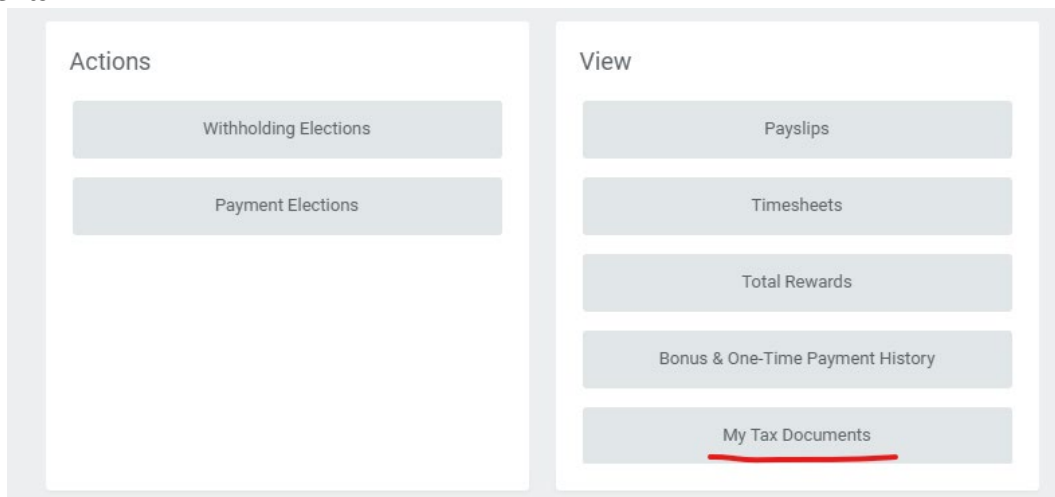 Actions
Withholding Elections
Payment Elections
View
Payslips
Timesheets
Total Rewards
Bonus & One-Time Payment History
My Tax Documents